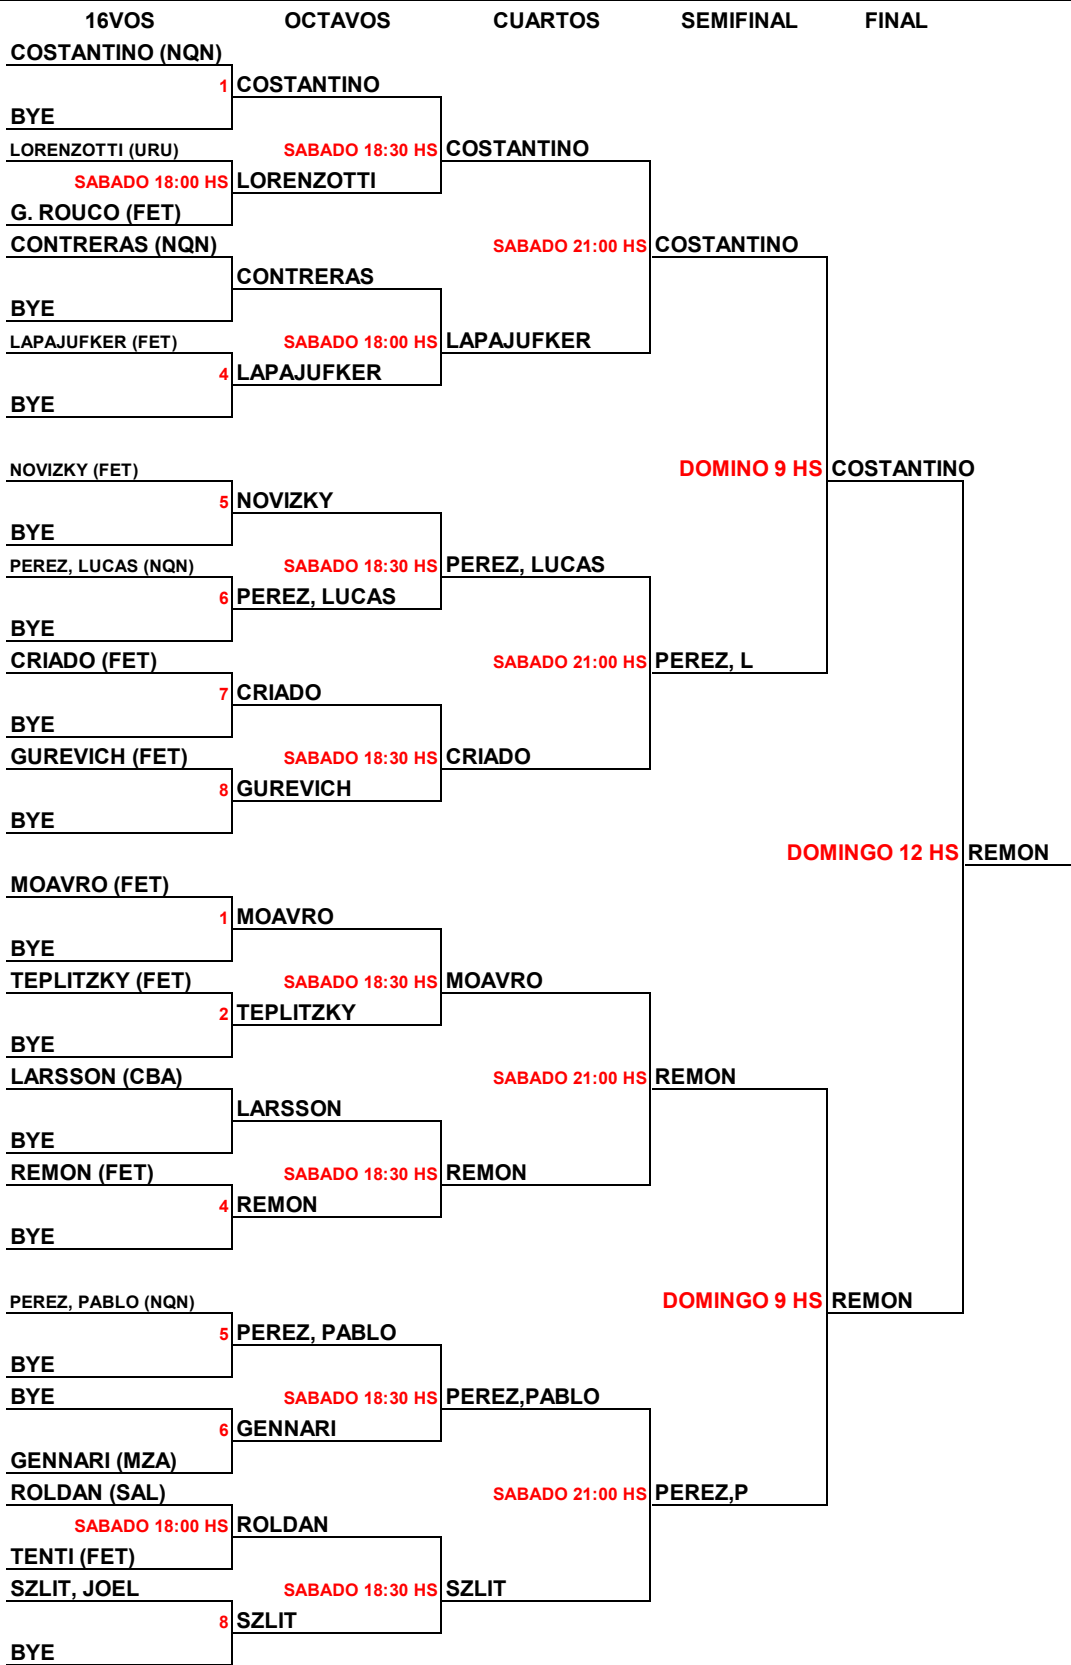 16VOS OCTAVOS CUARTOS SEMIFINAL FINAL
COSTANTINO (NQN)
1 COSTANTINO
BYE
LORENZOTTI (URU) SABADO 18:30 HS COSTANTINO
SABADO 18:00 HS LORENZOTTI
G. ROUCO (FET)
CONTRERAS (NQN) SABADO 21:00 HS COSTANTINO
CONTRERAS
BYE
LAPAJUFKER (FET) SABADO 18:00 HS LAPAJUFKER
4 LAPAJUFKER
BYE
NOVIZKY (FET) DOMINO 9 HS COSTANTINO
5 NOVIZKY
BYE
PEREZ, LUCAS (NQN) SABADO 18:30 HS PEREZ, LUCAS
6 PEREZ, LUCAS
BYE
CRIADO (FET) SABADO 21:00 HS PEREZ, L
7 CRIADO
BYE
GUREVICH (FET) SABADO 18:30 HS CRIADO
8 GUREVICH
BYE
DOMINGO 12 HS REMON
MOAVRO (FET)
1 MOAVRO
BYE
TEPLITZKY (FET) SABADO 18:30 HS MOAVRO
2 TEPLITZKY
BYE
LARSSON (CBA) SABADO 21:00 HS REMON
LARSSON
BYE
REMON (FET) SABADO 18:30 HS REMON
4 REMON
BYE
PEREZ, PABLO (NQN) DOMINGO 9 HS REMON
5 PEREZ, PABLO
BYE
BYE SABADO 18:30 HS PEREZ,PABLO
6 GENNARI
GENNARI (MZA)
ROLDAN (SAL) SABADO 21:00 HS PEREZ,P
SABADO 18:00 HS ROLDAN
TENTI (FET)
SZLIT, JOEL SABADO 18:30 HS SZLIT
8 SZLIT
BYE